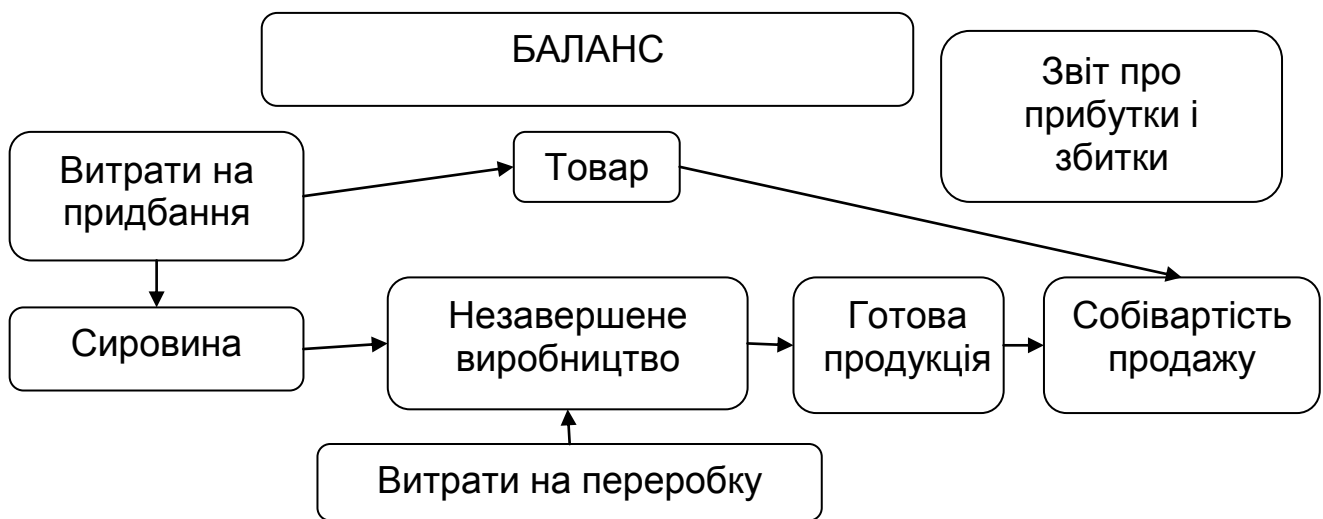 БАЛАНС
Звіт про
прибутки і
збитки
Витрати на
придбання
Товар
Сировина
Незавершене
виробництво
Готова
продукція
Собівартість
продажу
Витрати на переробку